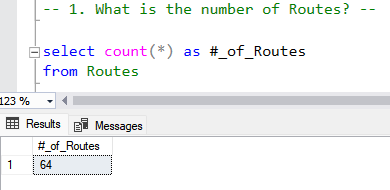 -- 1. What is the number of Routes? --
select count(*) as #_of_Routes
from Routes
123 %
Results Messages
#_of_Routes
1 64